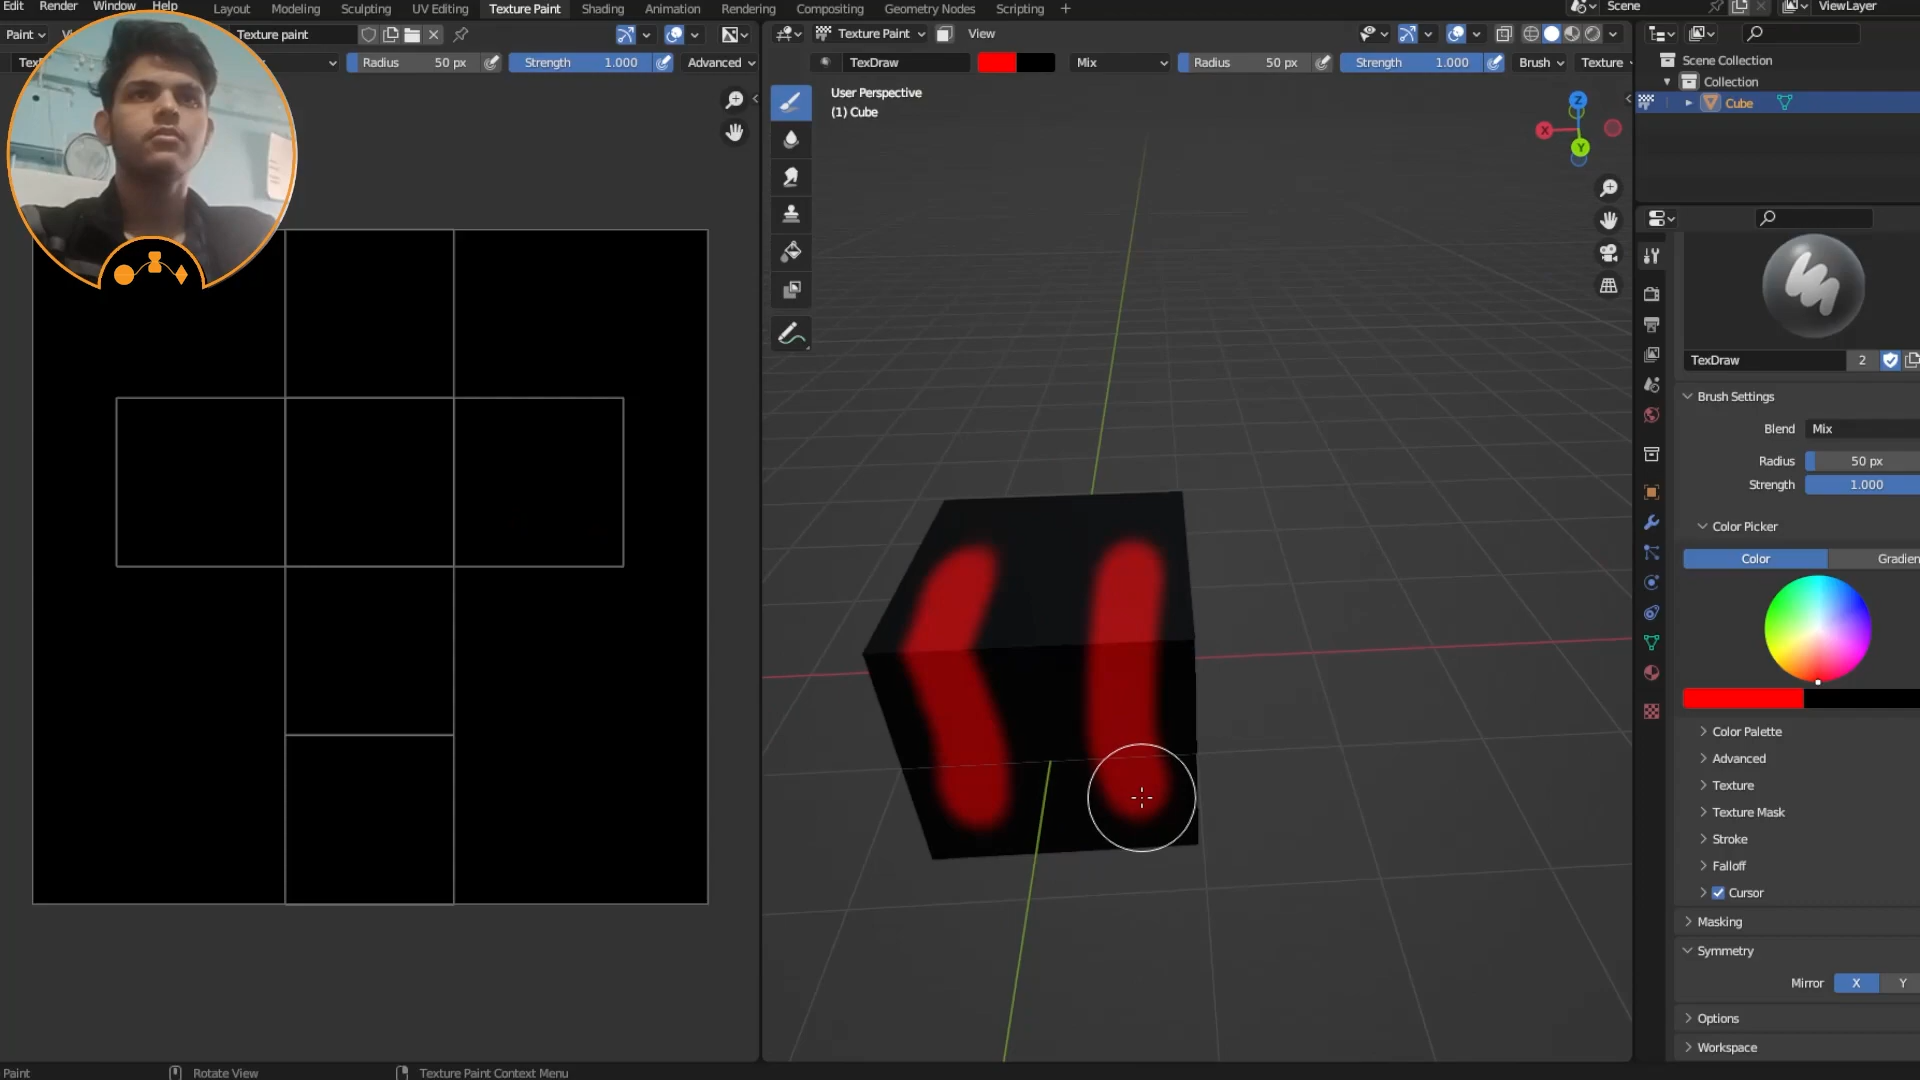 Edit Render Window Help Layout Modeling Sculpting UV Editing Texture Paint Shading Animation Rendering Compositing Geometry Nodes Scripting + Scene ViewLayer
Paint Texture paint Texture Paint View
Radius 50 px Strength 1.000 Advanced TexDraw Mix Radius 50 px Strength 1.000 Brush Texture
Scene Collection
Collection
Cube
User Perspective
(1) Cube
Z
X
Y
TexDraw 2
Brush Settings
Blend Mix
Radius 50 px
Strength 1.000
Color Picker
Color Gradien
Color Palette
Advanced
Texture
Texture Mask
Stroke
Falloff
Cursor
Masking
Symmetry
Mirror X Y
Options
Workspace
Paint Rotate View Texture Paint Context Menu